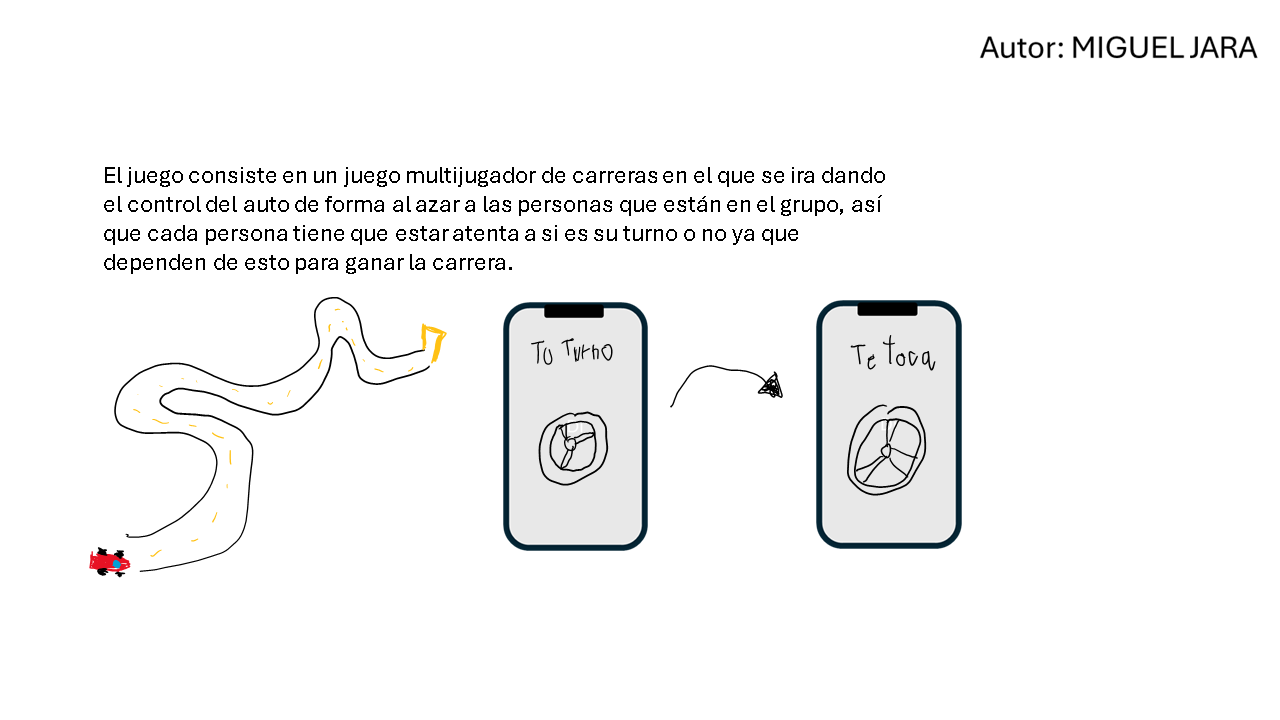 Autor: MIGUEL JARA
El juego consiste en un juego multijugador de carreras en el que se ira dando
el control del auto de forma al azar a las personas que están en el grupo, así
que cada persona tiene que estar atenta a si es su turno o no ya que
dependen de esto para ganar la carrera.
Tu Turno
Te toca